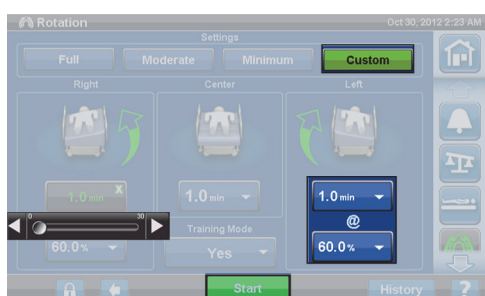 Rotation Oct 30, 2012 2:23 AM
Settings
Full Moderate Minimum Custom
Right Center Left
1.0 min X 1.0 min 1.0 min
0 30 @
Training Mode
60.0 % Yes 60.0 %
Start History ?